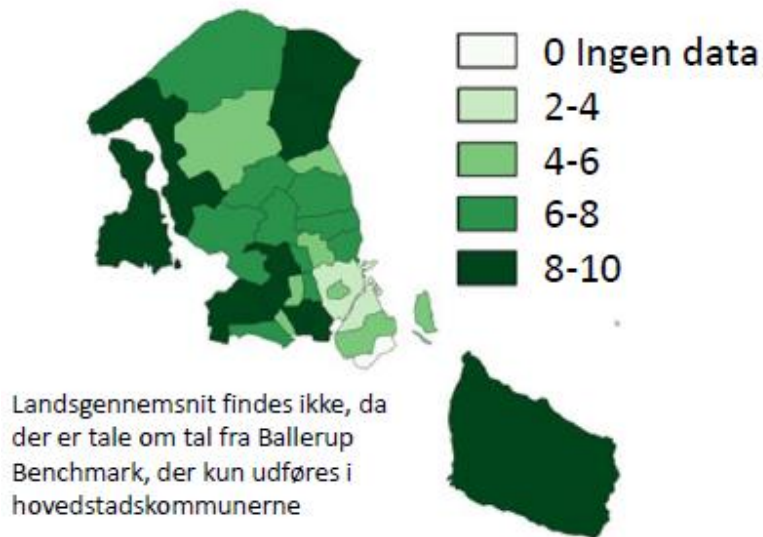 0 Ingen data
2-4
4-6
6-8
8-10
Landsgennemsnit findes ikke, da
der er tale om tal fra Ballerup
Benchmark, der kun udføres i
hovedstadskommunerne